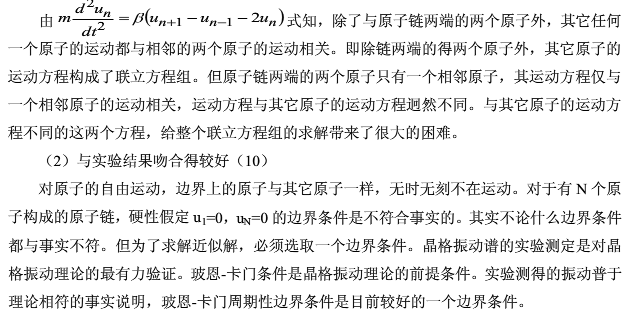 由 m d²uₙ/dt² = β(uₙ₊₁ − uₙ₋₁ − 2uₙ) 式知，除了与原子链两端的两个原子外，其它任何
一个原子的运动都与相邻的两个原子的运动相关。即除链两端的得两个原子外，其它原子的
运动方程构成了联立方程组。但原子链两端的两个原子只有一个相邻原子，其运动方程仅与
一个相邻原子的运动相关，运动方程与其它原子的运动方程迥然不同。与其它原子的运动方
程不同的这两个方程，给整个联立方程组的求解带来了很大的困难。
（2）与实验结果吻合得较好（10）
对原子的自由运动，边界上的原子与其它原子一样，无时无刻不在运动。对于有 N 个原
子构成的原子链，硬性假定 u₁=0，uN=0 的边界条件是不符合事实的。其实不论什么边界条件
都与事实不符。但为了求解近似解，必须选取一个边界条件。晶格振动谱的实验测定是对晶
格振动理论的最有力验证。玻恩-卡门条件是晶格振动理论的前提条件。实验测得的振动普于
理论相符的事实说明，玻恩-卡门周期性边界条件是目前较好的一个边界条件。